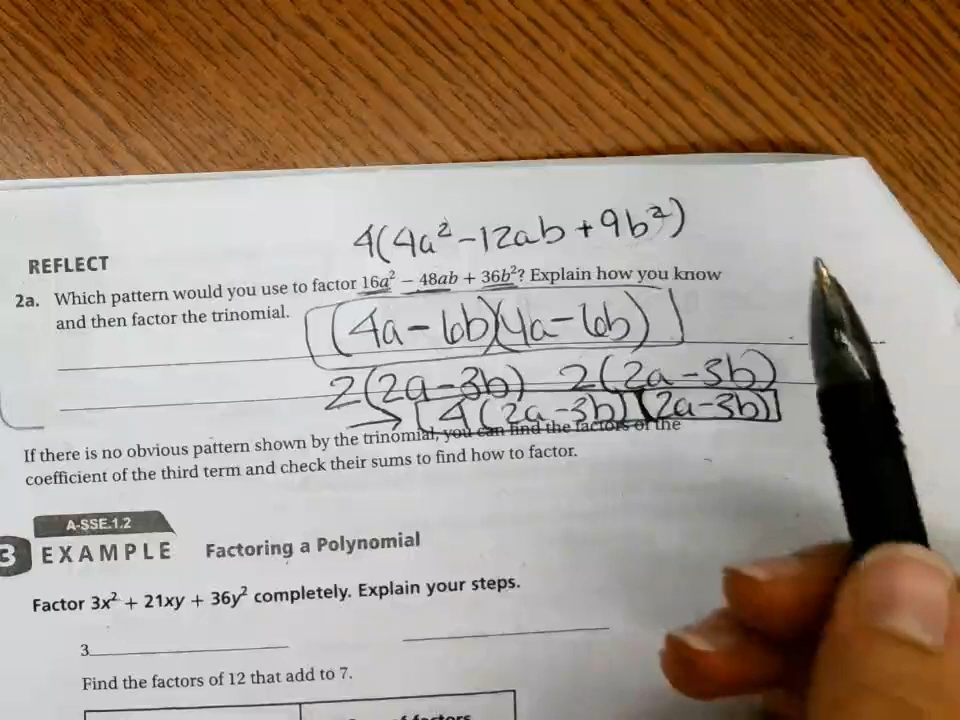 4(4a² - 12ab + 9b²)
REFLECT
2a. Which pattern would you use to factor 16a² − 48ab + 36b²? Explain how you know
and then factor the trinomial.
(4a - 6b)(4a - 6b)
2(2a - 3b) 2(2a - 3b)
4(2a - 3b)(2a - 3b)
If there is no obvious pattern shown by the trinomial, you can find the factors of the
coefficient of the third term and check their sums to find how to factor.
A-SSE.1.2
3 EXAMPLE Factoring a Polynomial
Factor 3x² + 21xy + 36y² completely. Explain your steps.
3
Find the factors of 12 that add to 7.
of factors